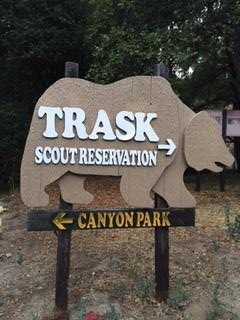 TRASK →
SCOUT RESERVATION
← CANYON PARK